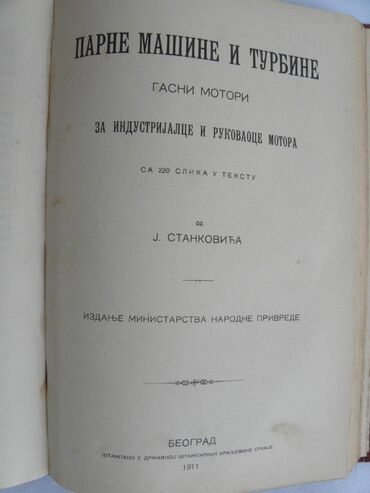 ПАРНЕ МАШИНЕ И ТУРБИНЕ
ГАСНИ МОТОРИ
ЗА ИНДУСТРИЈАЛЦЕ И РУКОВАОЦЕ МОТОРА
СА 220 СЛИКА У ТЕКСТУ
ОД
Ј. СТАНКОВИЋА
ИЗДАЊЕ МИНИСТАРСТВА НАРОДНЕ ПРИВРЕДЕ
БЕОГРАД
ШТАМПАНО У ДРЖАВНОЈ ШТАМПАРИЈИ КРАЉЕВИНЕ СРБИЈЕ
1911